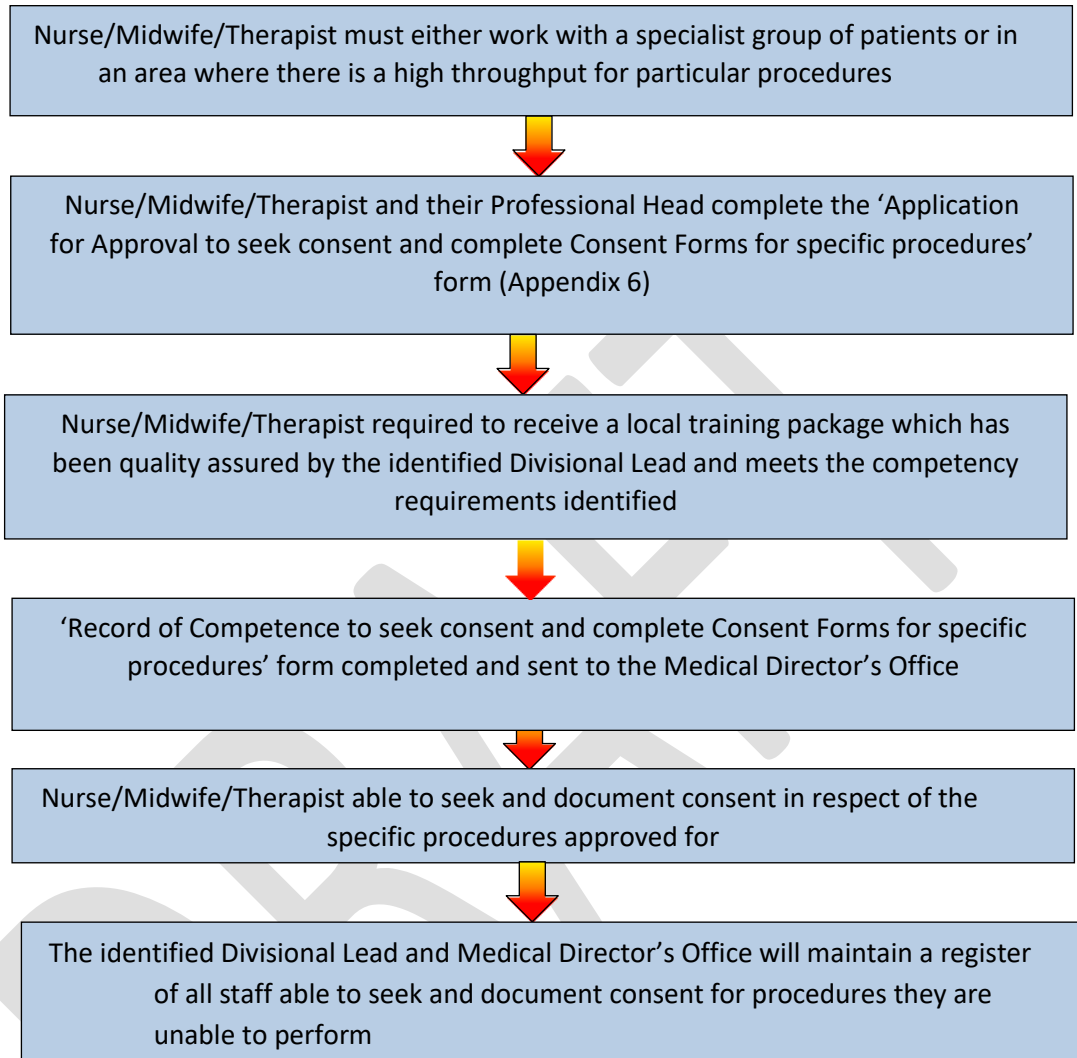 Nurse/Midwife/Therapist must either work with a specialist group of patients or in
an area where there is a high throughput for particular procedures
Nurse/Midwife/Therapist and their Professional Head complete the ‘Application
for Approval to seek consent and complete Consent Forms for specific procedures’
form (Appendix 6)
Nurse/Midwife/Therapist required to receive a local training package which has
been quality assured by the identified Divisional Lead and meets the competency
requirements identified
‘Record of Competence to seek consent and complete Consent Forms for specific
procedures’ form completed and sent to the Medical Director’s Office
Nurse/Midwife/Therapist able to seek and document consent in respect of the
specific procedures approved for
The identified Divisional Lead and Medical Director’s Office will maintain a register
of all staff able to seek and document consent for procedures they are
unable to perform